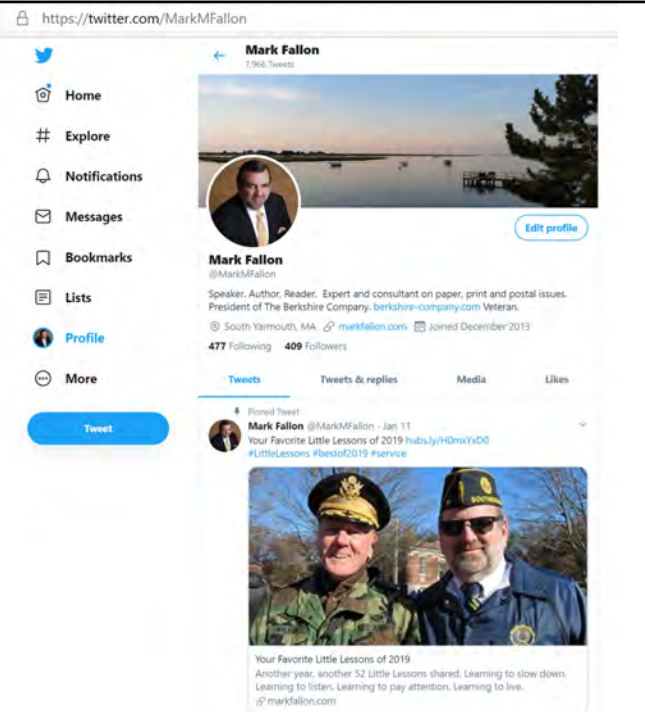 https://twitter.com/MarkMFallon
Mark Fallon
7,966 Tweets
Home
Explore
Notifications
Messages
Bookmarks
Lists
Profile
More
Tweet
Edit profile
Mark Fallon
@MarkMFallon
Speaker. Author, Reader. Expert and consultant on paper, print and postal issues.
President of The Berkshire Company. berkshire-company.com Veteran.
South Yarmouth, MA markfallon.com Joined December 2013
477 Following 409 Followers
Tweets Tweets & replies Media Likes
Pinned Tweet
Mark Fallon @MarkMFallon - Jan 11
Your Favorite Little Lessons of 2019 hubs.ly/H0mxYxD0
#LittleLessons #bestof2019 #service
Your Favorite Little Lessons of 2019
Another year, another 52 Little Lessons shared. Learning to slow down.
Learning to listen. Learning to pay attention. Learning to live.
markfallon.com